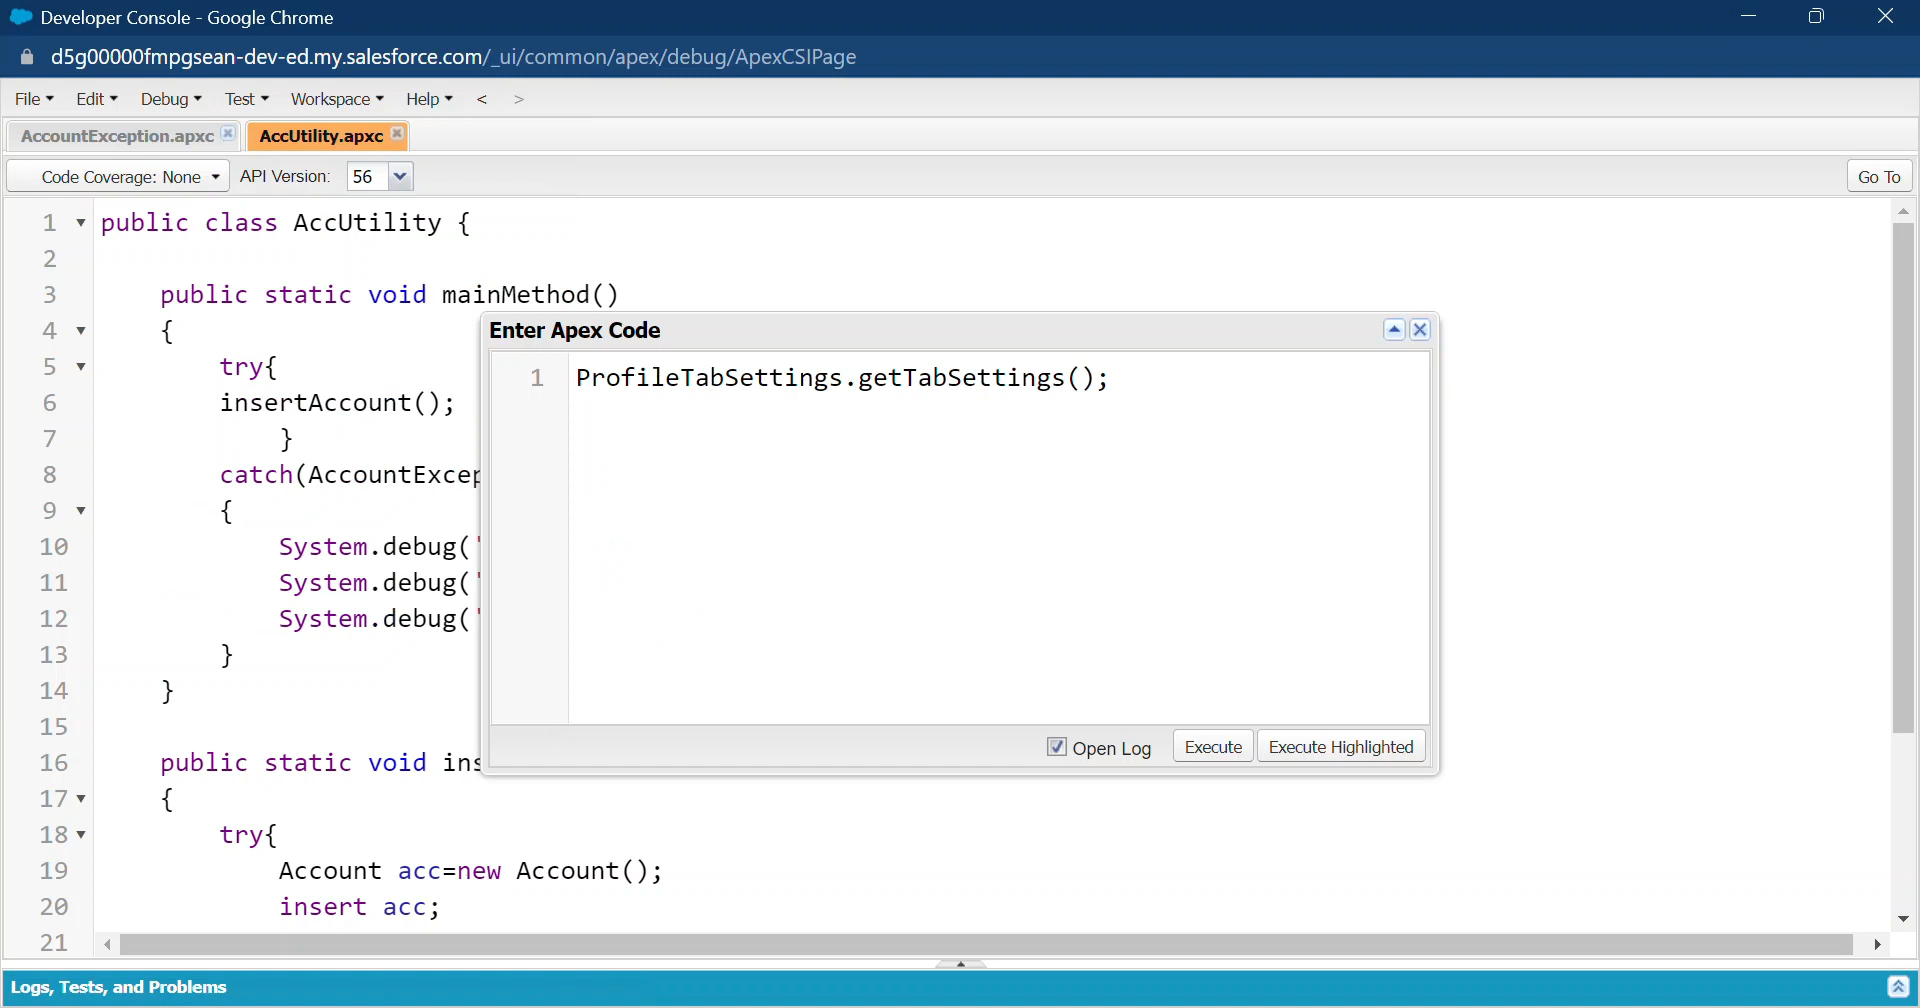 Developer Console - Google Chrome
d5g00000fmpgsean-dev-ed.my.salesforce.com/_ui/common/apex/debug/ApexCSIPage
File Edit Debug Test Workspace Help < >
AccountException.apxc AccUtility.apxc
Code Coverage: None API Version: 56 Go To
1 public class AccUtility {
2
3 public static void mainMethod()
4 {
5 try{
6 insertAccount();
7 }
8 catch(AccountExcep
9 {
10 System.debug('
11 System.debug('
12 System.debug('
13 }
14 }
15
16 public static void ins
17 {
18 try{
19 Account acc=new Account();
20 insert acc;
21
Enter Apex Code
1 ProfileTabSettings.getTabSettings();
Open Log Execute Execute Highlighted
Logs, Tests, and Problems